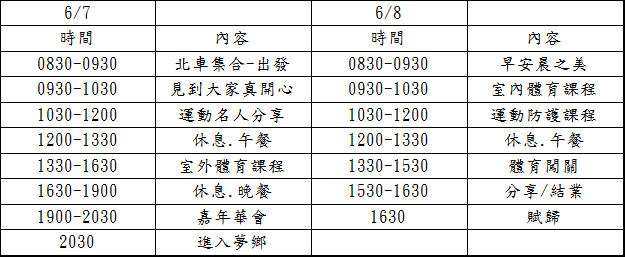 6/7 6/8
時間 內容 時間 內容
0830-0930 北車集合-出發 0830-0930 早安晨之美
0930-1030 見到大家真開心 0930-1030 室內體育課程
1030-1200 運動名人分享 1030-1200 運動防護課程
1200-1330 休息.午餐 1200-1330 休息.午餐
1330-1630 室外體育課程 1330-1530 體育闖關
1630-1900 休息.晚餐 1530-1630 分享/結業
1900-2030 嘉年華會 1630 賦歸
2030 進入夢鄉